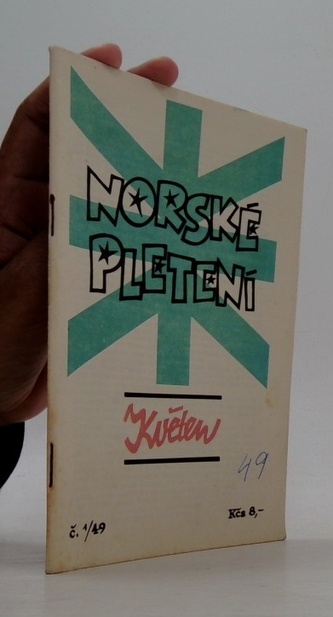 NORSKÉ
PLETENÍ
Květen
49
č. 1/49
Kčs 8,-